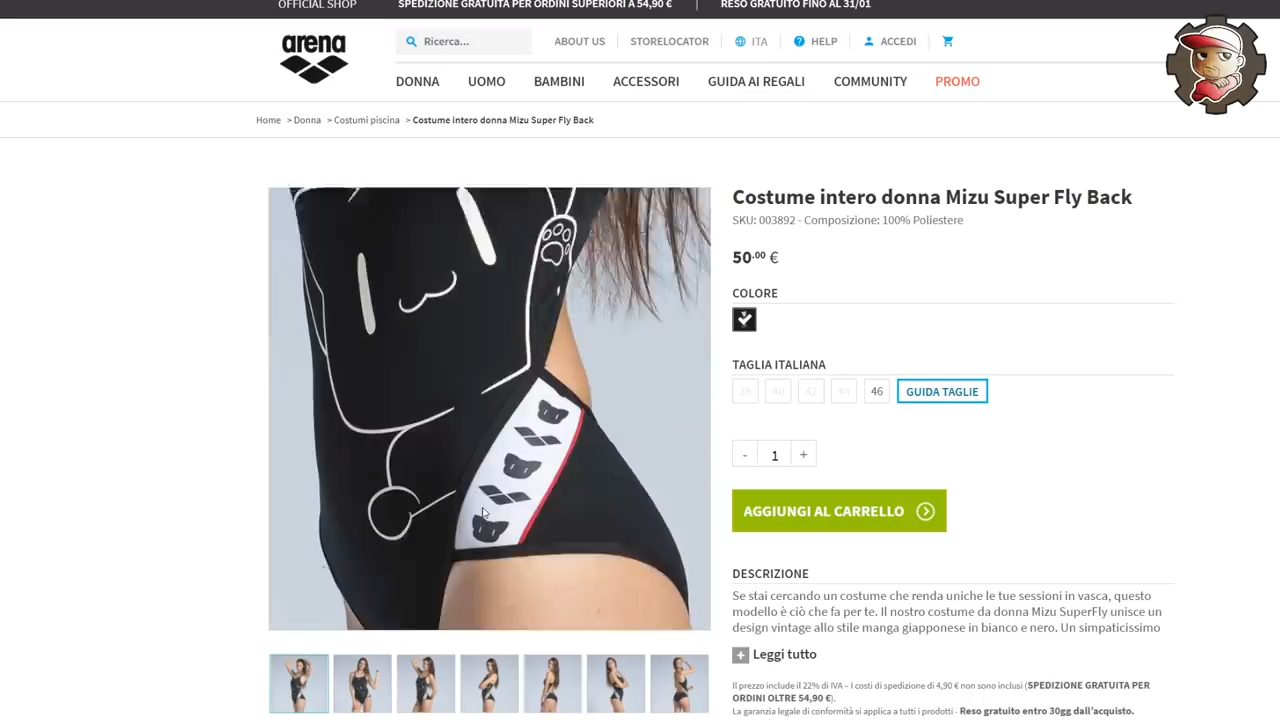 OFFICIAL SHOP
SPEDIZIONE GRATUITA PER ORDINI SUPERIORI A 54,90 €
RESO GRATUITO FINO AL 31/01
arena
Ricerca...
ABOUT US
STORELOCATOR
ITA
HELP
ACCEDI
DONNA
UOMO
BAMBINI
ACCESSORI
GUIDA AI REGALI
COMMUNITY
PROMO
Home > Donna > Costumi piscina > Costume intero donna Mizu Super Fly Back
Costume intero donna Mizu Super Fly Back
SKU: 003892 - Composizione: 100% Poliestere
50.00 €
COLORE
TAGLIA ITALIANA
38 40 42 44 46 GUIDA TAGLIE
- 1 +
AGGIUNGI AL CARRELLO
DESCRIZIONE
Se stai cercando un costume che renda uniche le tue sessioni in vasca, questo
modello è ciò che fa per te. Il nostro costume da donna Mizu SuperFly unisce un
design vintage allo stile manga giapponese in bianco e nero. Un simpaticissimo
+ Leggi tutto
Il prezzo include il 22% di IVA – I costi di spedizione di 4,90 € non sono inclusi (SPEDIZIONE GRATUITA PER
ORDINI OLTRE 54,90 €).
La garanzia legale di conformità si applica a tutti i prodotti - Reso gratuito entro 30gg dall'acquisto.